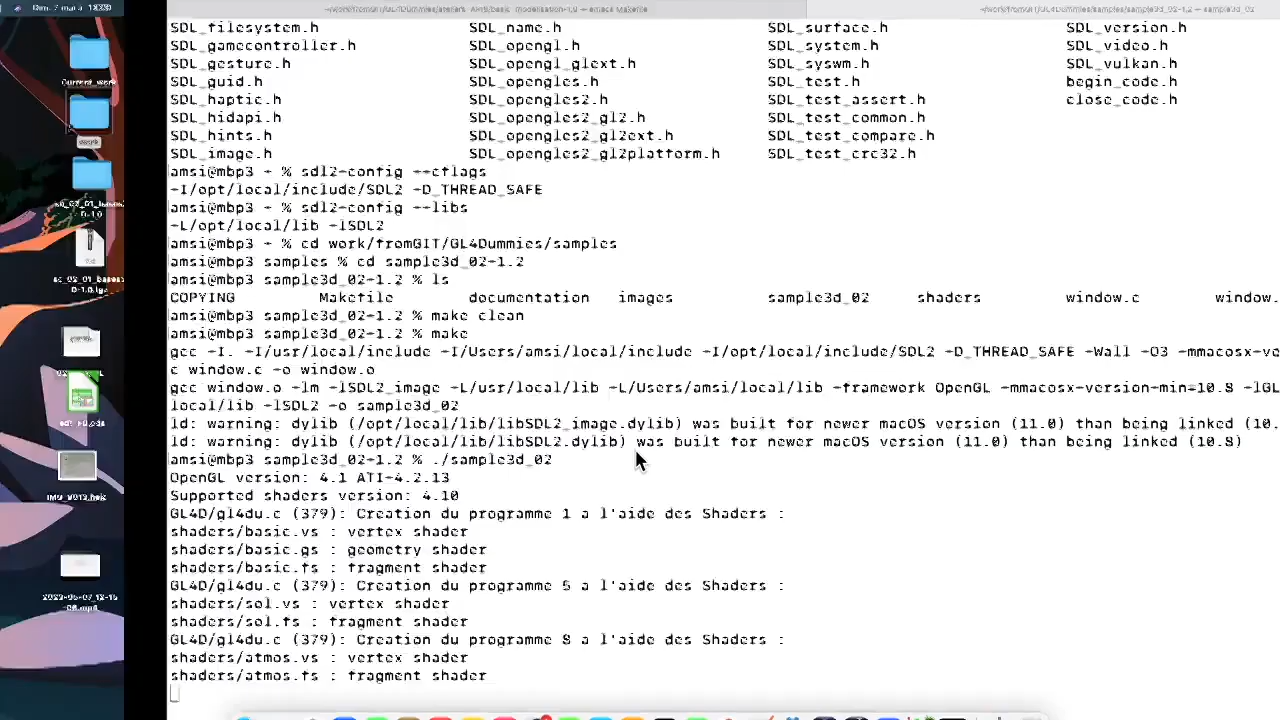 ~/work/fromGIT/GL4Dummies/samples/sample3d_02-1.2 — sample3d_02
SDL_filesystem.h SDL_name.h SDL_surface.h SDL_version.h
SDL_gamecontroller.h SDL_opengl.h SDL_system.h SDL_video.h
SDL_gesture.h SDL_opengl_glext.h SDL_syswm.h SDL_vulkan.h
SDL_guid.h SDL_opengles.h SDL_test.h begin_code.h
SDL_haptic.h SDL_opengles2.h SDL_test_assert.h close_code.h
SDL_hidapi.h SDL_opengles2_gl2.h SDL_test_common.h
SDL_hints.h SDL_opengles2_gl2ext.h SDL_test_compare.h
SDL_image.h SDL_opengles2_gl2platform.h SDL_test_crc32.h
amsi@mbp3 ~ % sdl2-config --cflags
-I/opt/local/include/SDL2 -D_THREAD_SAFE
amsi@mbp3 ~ % sdl2-config --libs
-L/opt/local/lib -lSDL2
amsi@mbp3 ~ % cd work/fromGIT/GL4Dummies/samples
amsi@mbp3 samples % cd sample3d_02-1.2
amsi@mbp3 sample3d_02-1.2 % ls
COPYING Makefile documentation images sample3d_02 shaders window.c window.
amsi@mbp3 sample3d_02-1.2 % make clean
amsi@mbp3 sample3d_02-1.2 % make
gcc -I. -I/usr/local/include -I/Users/amsi/local/include -I/opt/local/include/SDL2 -D_THREAD_SAFE -Wall -O3 -mmacosx-ve
c window.c -o window.o
gcc window.o -lm -lSDL2_image -L/usr/local/lib -L/Users/amsi/local/lib -framework OpenGL -mmacosx-version-min=10.8 -lGL
local/lib -lSDL2 -o sample3d_02
ld: warning: dylib (/opt/local/lib/libSDL2_image.dylib) was built for newer macOS version (11.0) than being linked (10.
ld: warning: dylib (/opt/local/lib/libSDL2.dylib) was built for newer macOS version (11.0) than being linked (10.8)
amsi@mbp3 sample3d_02-1.2 % ./sample3d_02
OpenGL version: 4.1 ATI-4.2.13
Supported shaders version: 4.10
GL4D/gl4du.c (379): Creation du programme 1 a l'aide des Shaders :
shaders/basic.vs : vertex shader
shaders/basic.gs : geometry shader
shaders/basic.fs : fragment shader
GL4D/gl4du.c (379): Creation du programme 5 a l'aide des Shaders :
shaders/sol.vs : vertex shader
shaders/sol.fs : fragment shader
GL4D/gl4du.c (379): Creation du programme 8 a l'aide des Shaders :
shaders/atmos.vs : vertex shader
shaders/atmos.fs : fragment shader